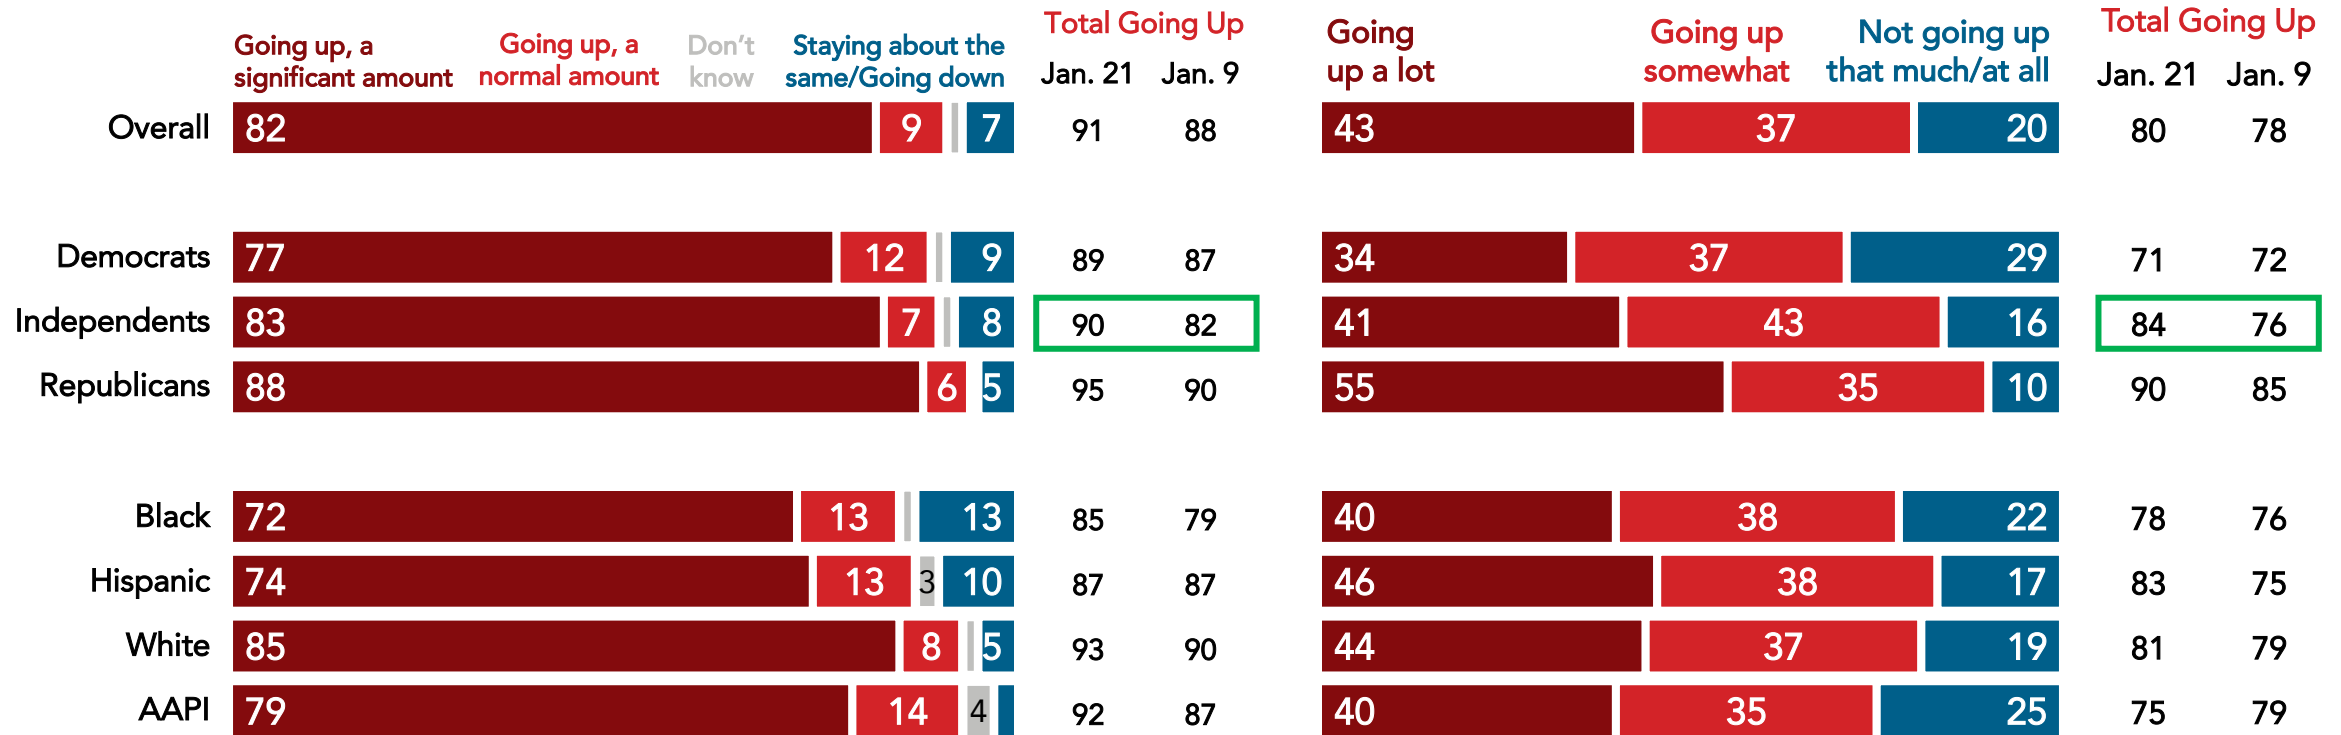 Going up, a
significant amount
Going up, a
normal amount
Don't
know
Staying about the
same/Going down
Total Going Up
Jan. 21 Jan. 9
Going
up a lot
Going up
somewhat
Not going up
that much/at all
Total Going Up
Jan. 21 Jan. 9
Overall 82 9 7 91 88 43 37 20 80 78
Democrats 77 12 9 89 87 34 37 29 71 72
Independents 83 7 8 90 82 41 43 16 84 76
Republicans 88 6 5 95 90 55 35 10 90 85
Black 72 13 13 85 79 40 38 22 78 76
Hispanic 74 13 3 10 87 87 46 38 17 83 75
White 85 8 5 93 90 44 37 19 81 79
AAPI 79 14 4 92 87 40 35 25 75 79